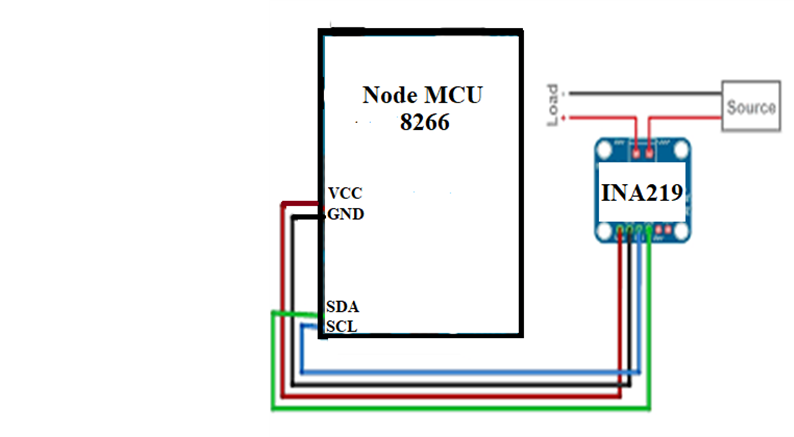 Node MCU
8266
VCC
GND
SDA
SCL
Load
-
+
Source
INA219